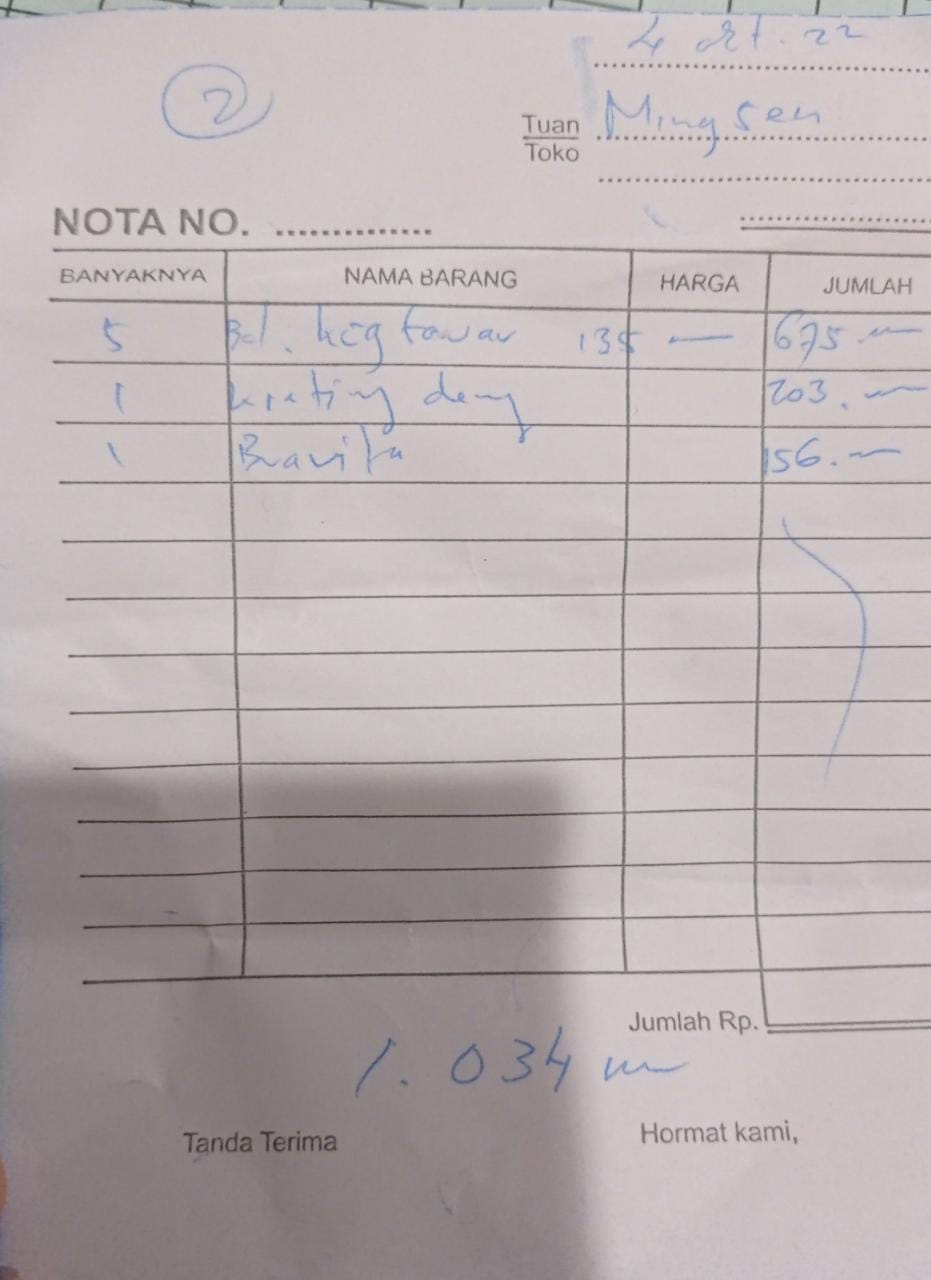 4 okt. 22
2
Tuan Mingsen
Toko
NOTA NO. ..............
BANYAKNYA NAMA BARANG HARGA JUMLAH
5 Bal. kcg tawar 135 — 675.—
1 krating deng 203.—
1 Bravita 156.—
Jumlah Rp.
1.034 —
Tanda Terima Hormat kami,